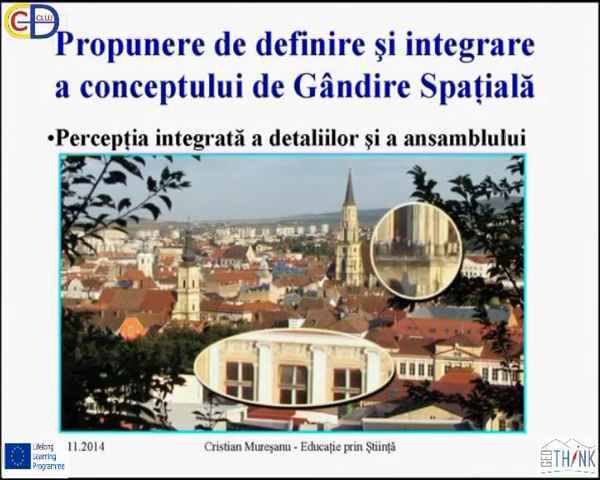 CLUJ
Propunere de definire şi integrare
a conceptului de Gândire Spaţială
•Percepţia integrată a detaliilor şi a ansamblului
Lifelong
Learning
Programme
11.2014
Cristian Mureşanu - Educaţie prin Ştiinţă
GEO THINK